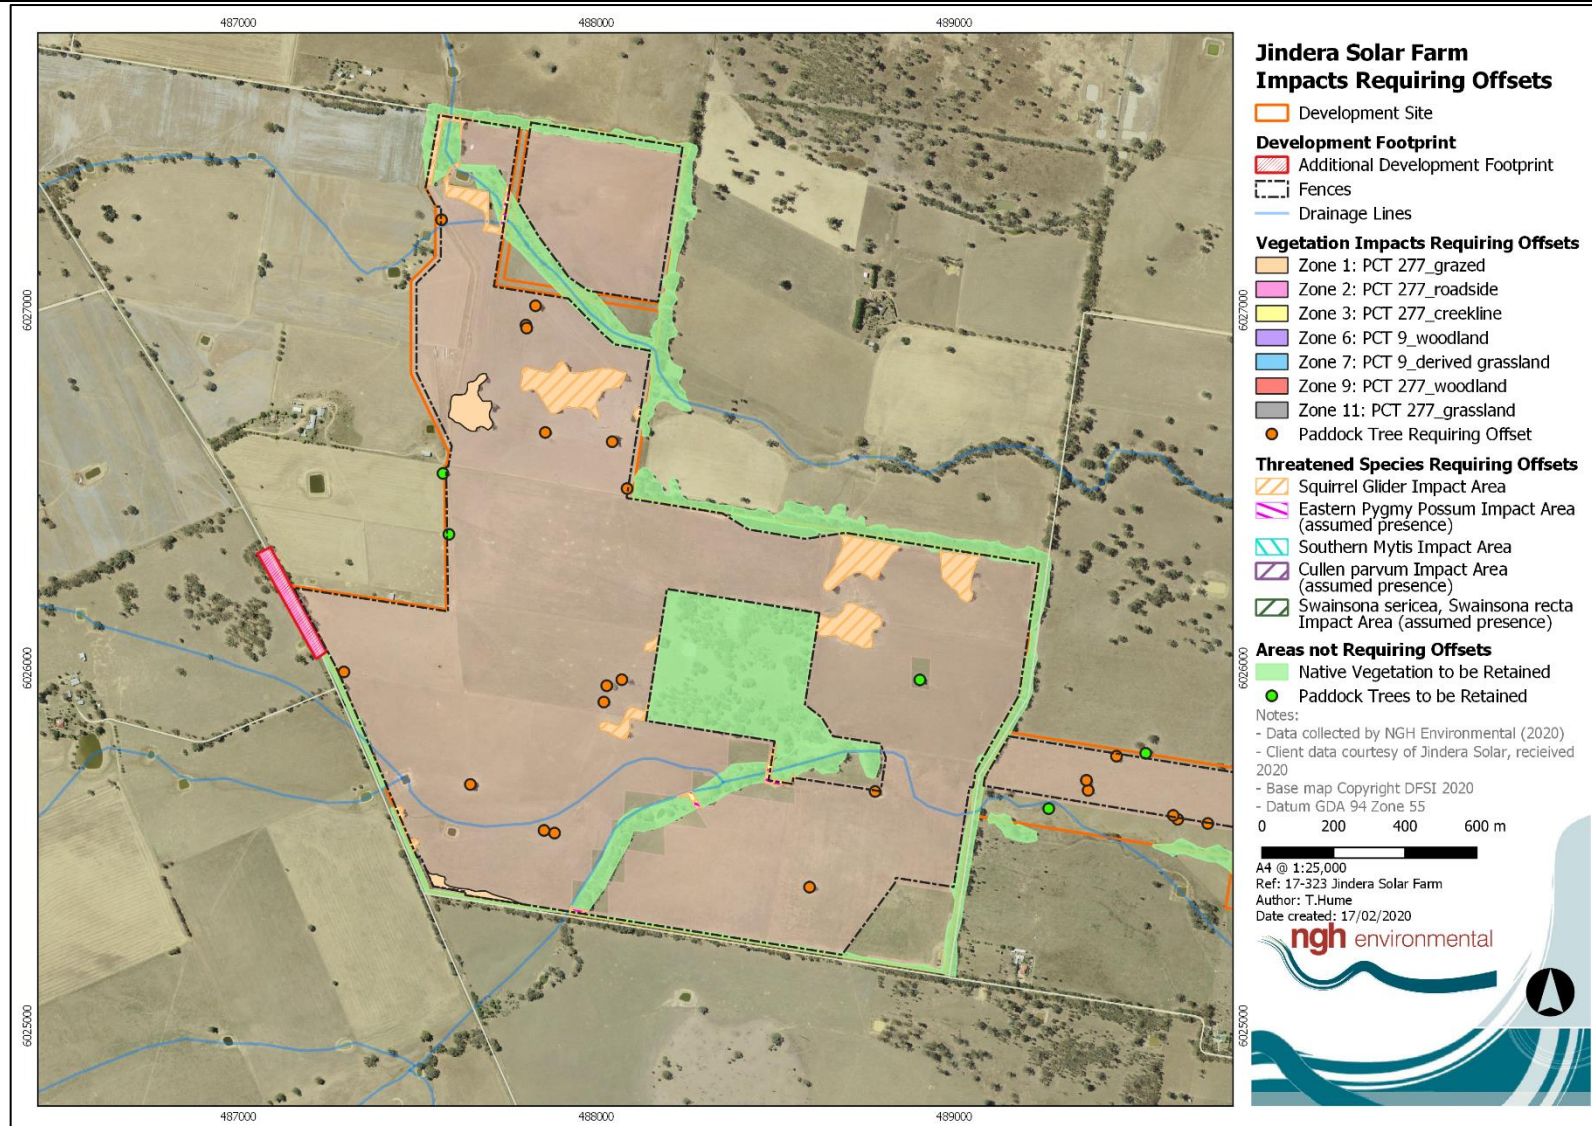 487000
488000
489000
6027000
6026000
6025000
6027000
6026000
6025000
487000
488000
489000
Jindera Solar Farm
Impacts Requiring Offsets
Development Site
Development Footprint
Additional Development Footprint
Fences
Drainage Lines
Vegetation Impacts Requiring Offsets
Zone 1: PCT 277_grazed
Zone 2: PCT 277_roadside
Zone 3: PCT 277_creekline
Zone 6: PCT 9_woodland
Zone 7: PCT 9_derived grassland
Zone 9: PCT 277_woodland
Zone 11: PCT 277_grassland
Paddock Tree Requiring Offset
Threatened Species Requiring Offsets
Squirrel Glider Impact Area
Eastern Pygmy Possum Impact Area
(assumed presence)
Southern Mytis Impact Area
Cullen parvum Impact Area
(assumed presence)
Swainsona sericea, Swainsona recta
Impact Area (assumed presence)
Areas not Requiring Offsets
Native Vegetation to be Retained
Paddock Trees to be Retained
Notes:
- Data collected by NGH Environmental (2020)
- Client data courtesy of Jindera Solar, recieived
2020
- Base map Copyright DFSI 2020
- Datum GDA 94 Zone 55
0 200 400 600 m
A4 @ 1:25,000
Ref: 17-323 Jindera Solar Farm
Author: T.Hume
Date created: 17/02/2020
ngh environmental